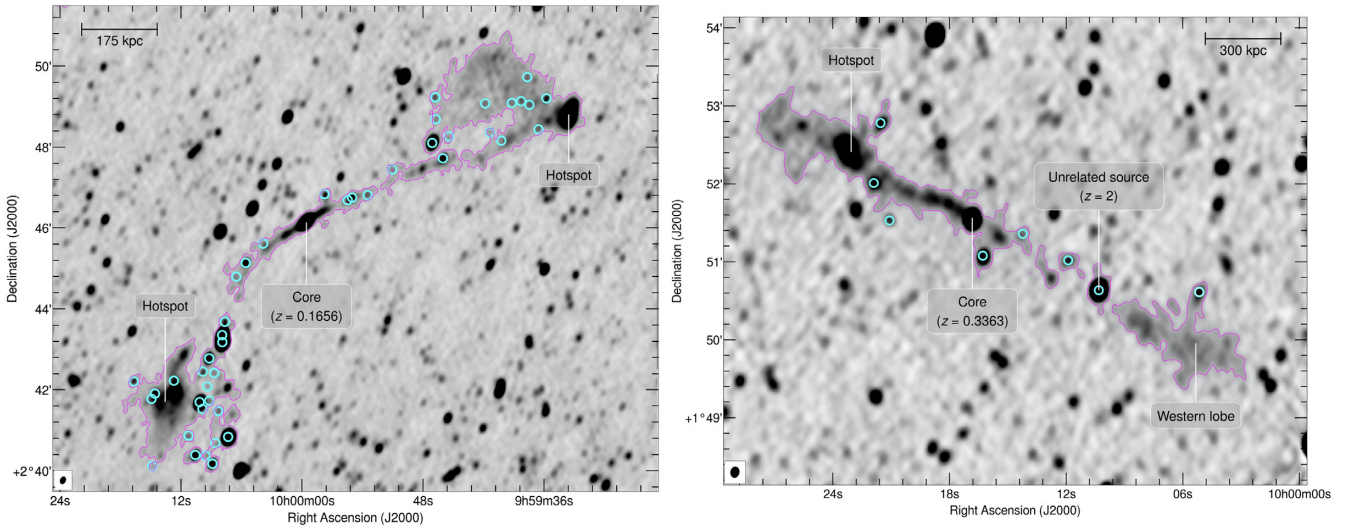 175 kpc
50'
48'
46'
44'
42'
+2°40'
Declination (J2000)
Hotspot
Core
(z = 0.1656)
Hotspot
24s
12s
10h00m00s
48s
9h59m36s
Right Ascension (J2000)
300 kpc
54'
53'
52'
51'
50'
+1°49'
Declination (J2000)
Hotspot
Unrelated source
(z = 2)
Core
(z = 0.3363)
Western lobe
24s
18s
12s
06s
10h00m00s
Right Ascension (J2000)